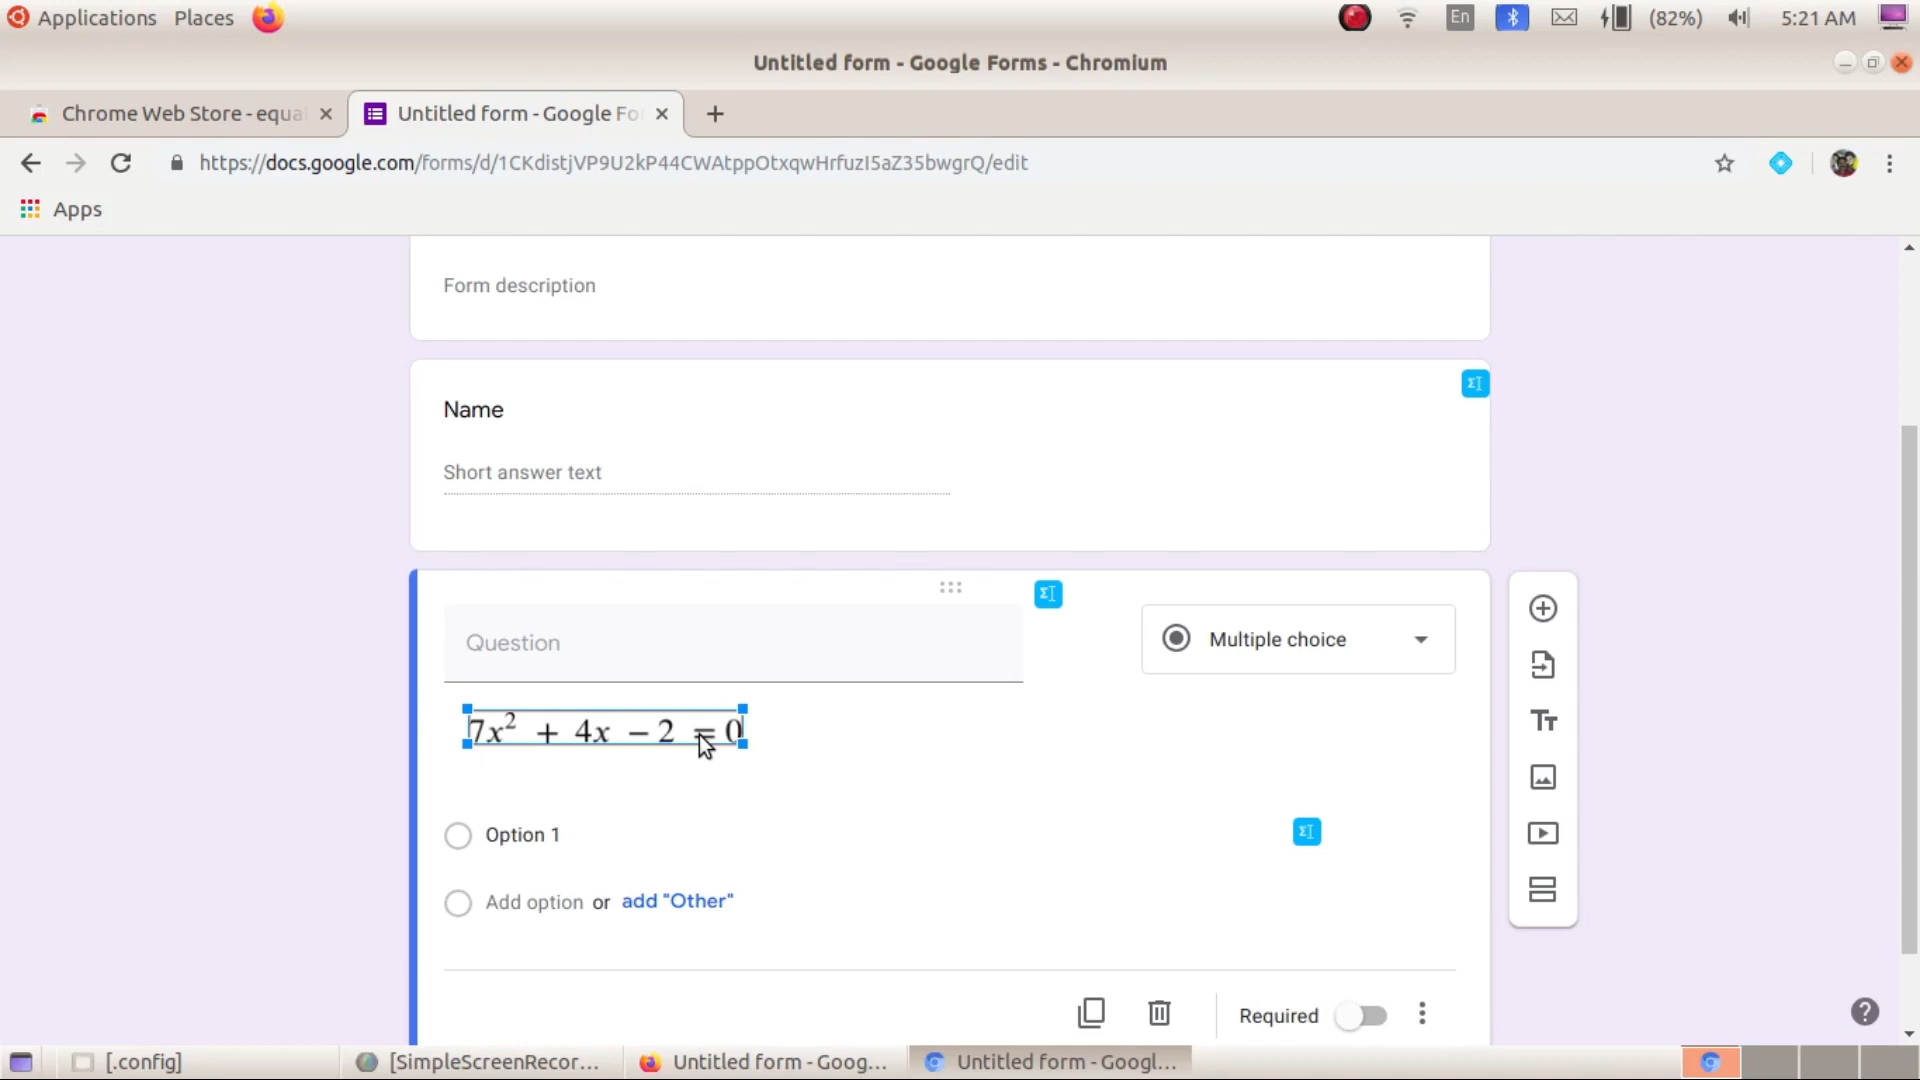 Applications Places En (82%) 5:21 AM
Untitled form - Google Forms - Chromium
Chrome Web Store - equa Untitled form - Google Fo
https://docs.google.com/forms/d/1CKdistjVP9U2kP44CWAtppOtxqwHrfuzI5aZ35bwgrQ/edit
Apps
Form description
Name
Short answer text
Question
Multiple choice
7x² + 4x − 2 = 0
Option 1
Add option or add "Other"
Required
[.config] [SimpleScreenRecor... Untitled form - Goog... Untitled form - Googl...